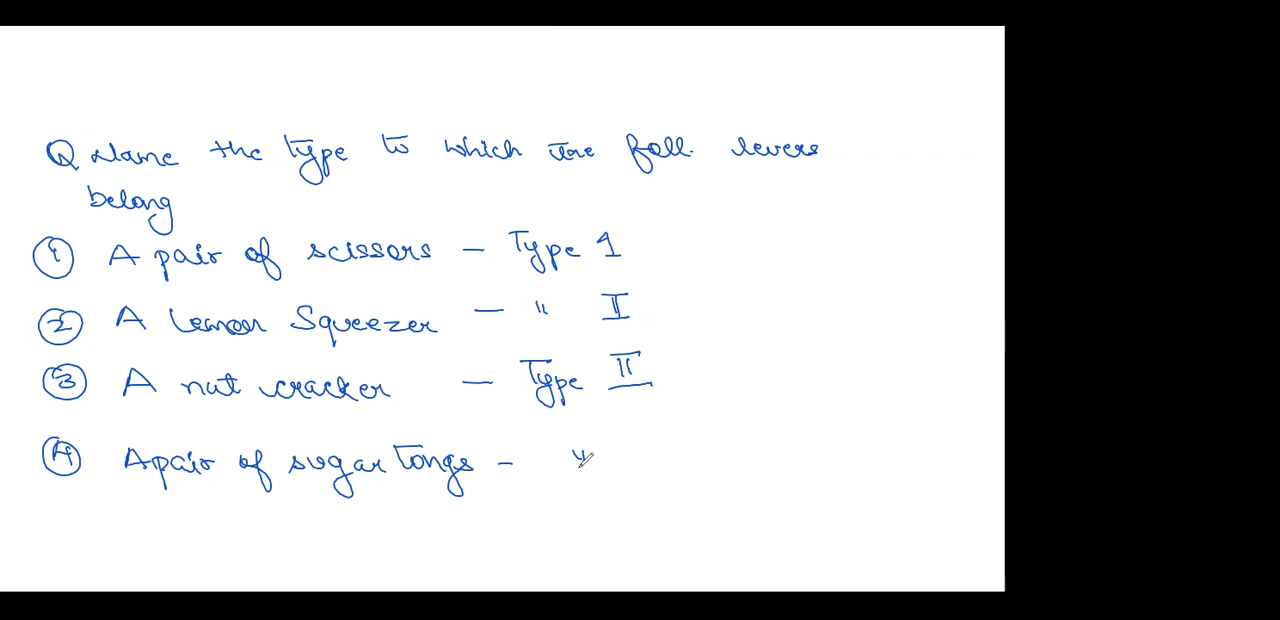 Q Name the type to which the foll. levers
belong
① A pair of scissors - Type 1
② A lemon Squeezer - " II
③ A nut cracker - Type II
④ A pair of sugar tongs - "